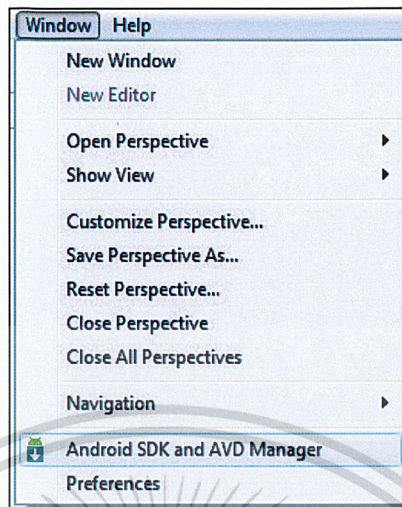 Window Help
New Window
New Editor
Open Perspective
Show View
Customize Perspective...
Save Perspective As...
Reset Perspective...
Close Perspective
Close All Perspectives
Navigation
Android SDK and AVD Manager
Preferences